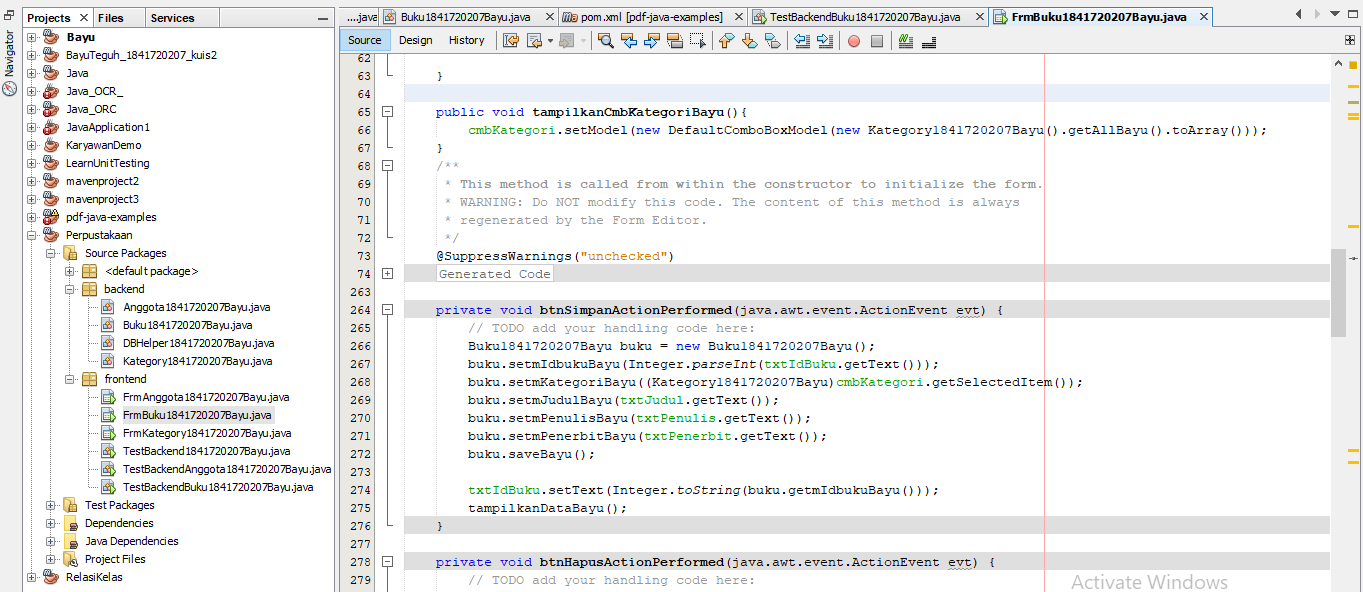 Projects
Files
Services
Navigator
Bayu
BayuTeguh_1841720207_kuis2
Java
Java_OCR_
Java_ORC
JavaApplication1
KaryawanDemo
LearnUnitTesting
mavenproject2
mavenproject3
pdf-java-examples
Perpustakaan
Source Packages
<default package>
backend
Anggota1841720207Bayu.java
Buku1841720207Bayu.java
DBHelper1841720207Bayu.java
Kategory1841720207Bayu.java
frontend
FrmAnggota1841720207Bayu.java
FrmBuku1841720207Bayu.java
FrmKategory1841720207Bayu.java
TestBackend1841720207Bayu.java
TestBackendAnggota1841720207Bayu.java
TestBackendBuku1841720207Bayu.java
Test Packages
Dependencies
Java Dependencies
Project Files
RelasiKelas
....java
Buku1841720207Bayu.java
pom.xml [pdf-java-examples]
TestBackendBuku1841720207Bayu.java
FrmBuku1841720207Bayu.java
Source Design History
62
63 }
64
65 public void tampilkanCmbKategoriBayu(){
66 cmbKategori.setModel(new DefaultComboBoxModel(new Kategory1841720207Bayu().getAllBayu().toArray()));
67 }
68 /**
69 * This method is called from within the constructor to initialize the form.
70 * WARNING: Do NOT modify this code. The content of this method is always
71 * regenerated by the Form Editor.
72 */
73 @SuppressWarnings("unchecked")
74 Generated Code
263
264 private void btnSimpanActionPerformed(java.awt.event.ActionEvent evt) {
265 // TODO add your handling code here:
266 Buku1841720207Bayu buku = new Buku1841720207Bayu();
267 buku.setmIdbukuBayu(Integer.parseInt(txtIdBuku.getText()));
268 buku.setmKategoriBayu((Kategory1841720207Bayu)cmbKategori.getSelectedItem());
269 buku.setmJudulBayu(txtJudul.getText());
270 buku.setmPenulisBayu(txtPenulis.getText());
271 buku.setmPenerbitBayu(txtPenerbit.getText());
272 buku.saveBayu();
273
274 txtIdBuku.setText(Integer.toString(buku.getmIdbukuBayu()));
275 tampilkanDataBayu();
276 }
277
278 private void btnHapusActionPerformed(java.awt.event.ActionEvent evt) {
279 // TODO add your handling code here:
Activate Windows